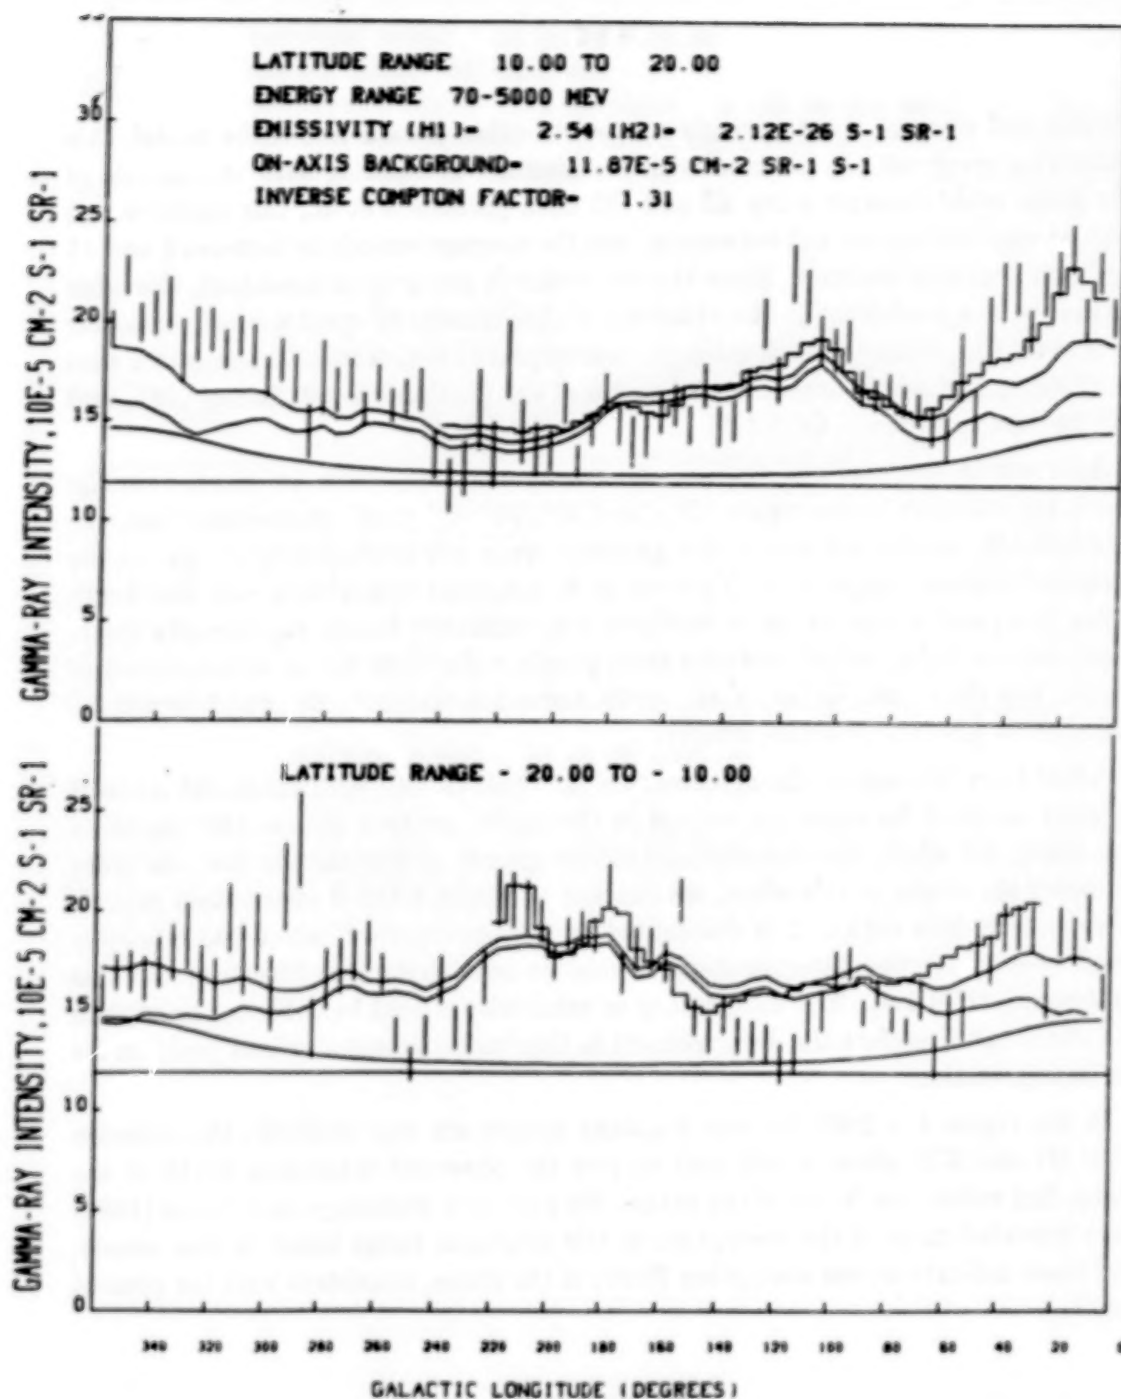 LATITUDE RANGE 10.00 TO 20.00
ENERGY RANGE 70-5000 MEV
EMISSIVITY (H1)= 2.54 (H2)= 2.12E-26 S-1 SR-1
ON-AXIS BACKGROUND= 11.87E-5 CM-2 SR-1 S-1
INVERSE COMPTON FACTOR= 1.31
GAMMA-RAY INTENSITY,10E-5 CM-2 S-1 SR-1
30
25
20
15
10
5
0
LATITUDE RANGE - 20.00 TO - 10.00
GAMMA-RAY INTENSITY,10E-5 CM-2 S-1 SR-1
25
20
15
10
5
0
340 320 300 280 260 240 220 200 180 160 140 120 100 80 60 40 20 0
GALACTIC LONGITUDE (DEGREES)